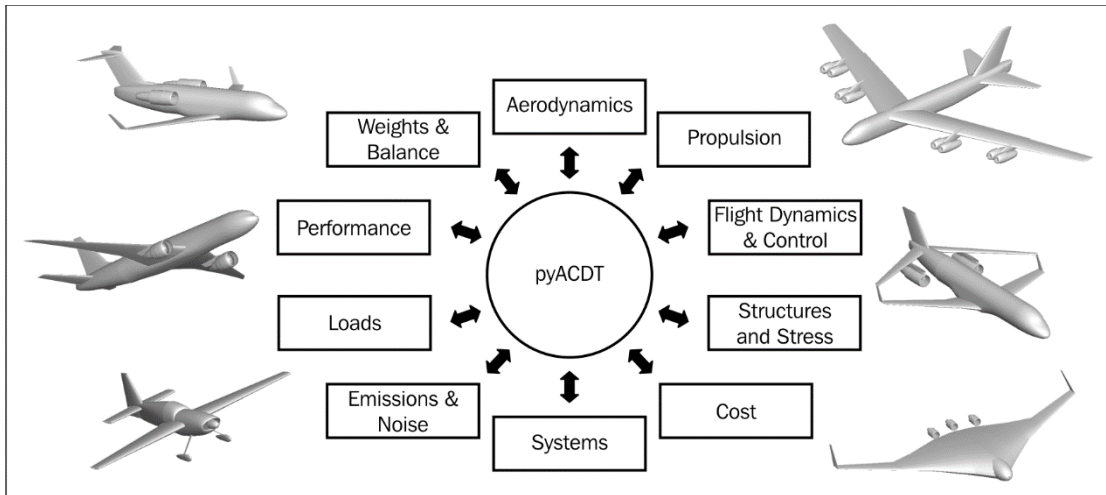 Aerodynamics
Weights &
Balance
Propulsion
Performance
Flight Dynamics
& Control
pyACDT
Loads
Structures
and Stress
Emissions &
Noise
Cost
Systems